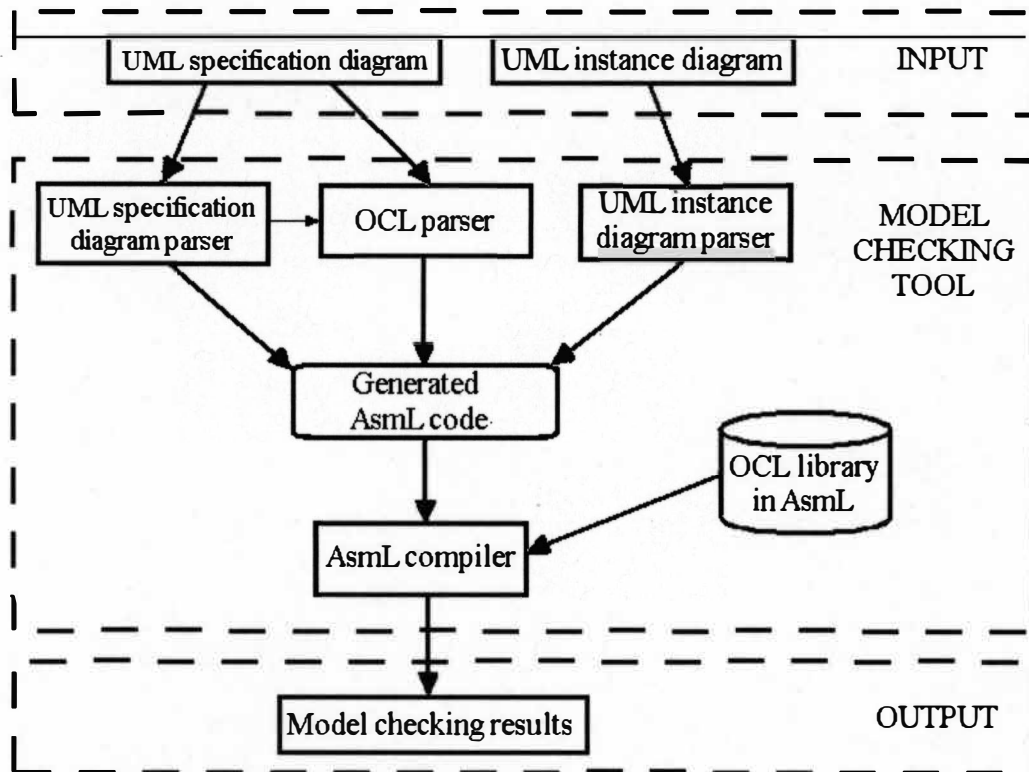 UML specification diagram
UML instance diagram
INPUT
UML specification
diagram parser
OCL parser
UML instance
diagram parser
MODEL
CHECKING
TOOL
Generated
AsmL code
OCL library
in AsmL
AsmL compiler
Model checking results
OUTPUT